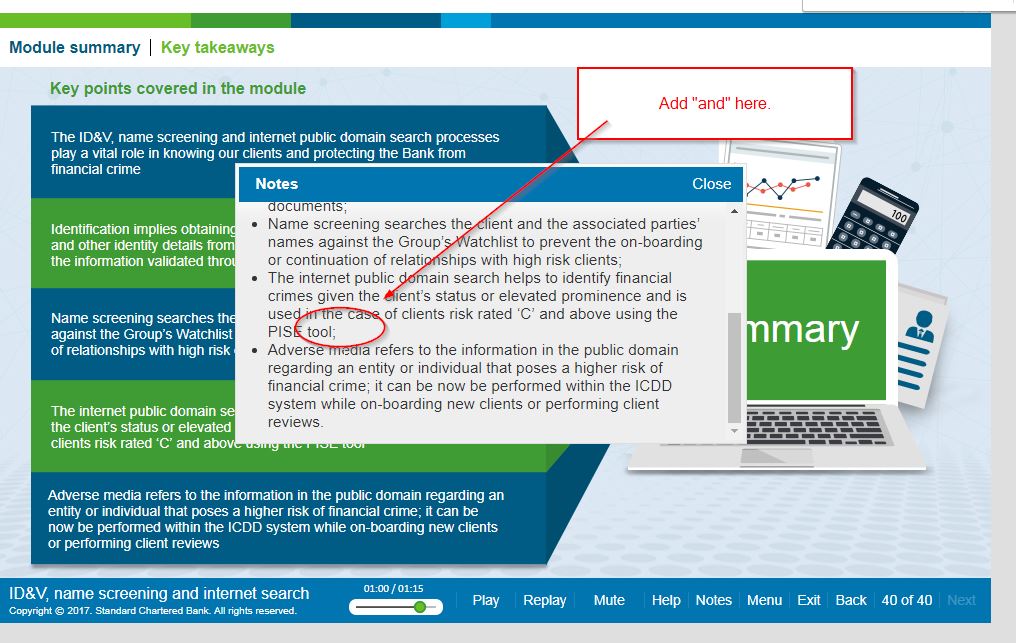 Module summary | Key takeaways
Key points covered in the module
Add "and" here.
The ID&V, name screening and internet public domain search processes
play a vital role in knowing our clients and protecting the Bank from
financial crime
Identification implies obtaining
and other identity details from
the information validated
Name screening searches the
against the Group's Watchlist
of relationships with high risk
The internet public domain
the client's status or elevated
clients risk rated 'C' and above using the PISE tool
Adverse media refers to the information in the public domain regarding an
entity or individual that poses a higher risk of financial crime; it can be
now be performed within the ICDD system while on-boarding new clients
or performing client reviews
Notes
Close
documents;
• Name screening searches the client and the associated parties'
names against the Group's Watchlist to prevent the on-boarding
or continuation of relationships with high risk clients;
• The internet public domain search helps to identify financial
crimes given the client's status or elevated prominence and is
used in the case of clients risk rated 'C' and above using the
PISE tool;
• Adverse media refers to the information in the public domain
regarding an entity or individual that poses a higher risk of
financial crime; it can be now be performed within the ICDD
system while on-boarding new clients or performing client
reviews.
100
mmary
ID&V, name screening and internet search
Copyright © 2017. Standard Chartered Bank. All rights reserved.
01:00 / 01:15
Play Replay Mute Help Notes Menu Exit Back 40 of 40 Next